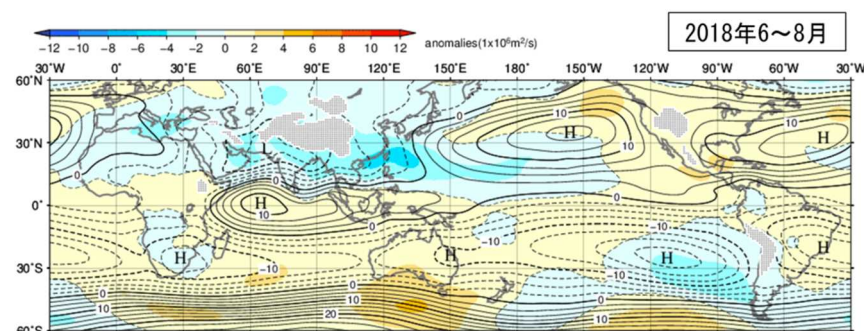 2018年6～8月
-12 -10 -8 -6 -4 -2 0 2 4 6 8 10 12
anomalies(1x10⁶m²/s)
30°W 0° 30°E 60°E 90°E 120°E 150°E 180° 150°W 120°W 90°W 60°W 30°W
60°N
0 10 10
H H
30°N
10
0 0
H
0° 10 0
0
-10 -10
H H H H
30°S
-10 -10
0 0 0
10 10 10
20
60°S